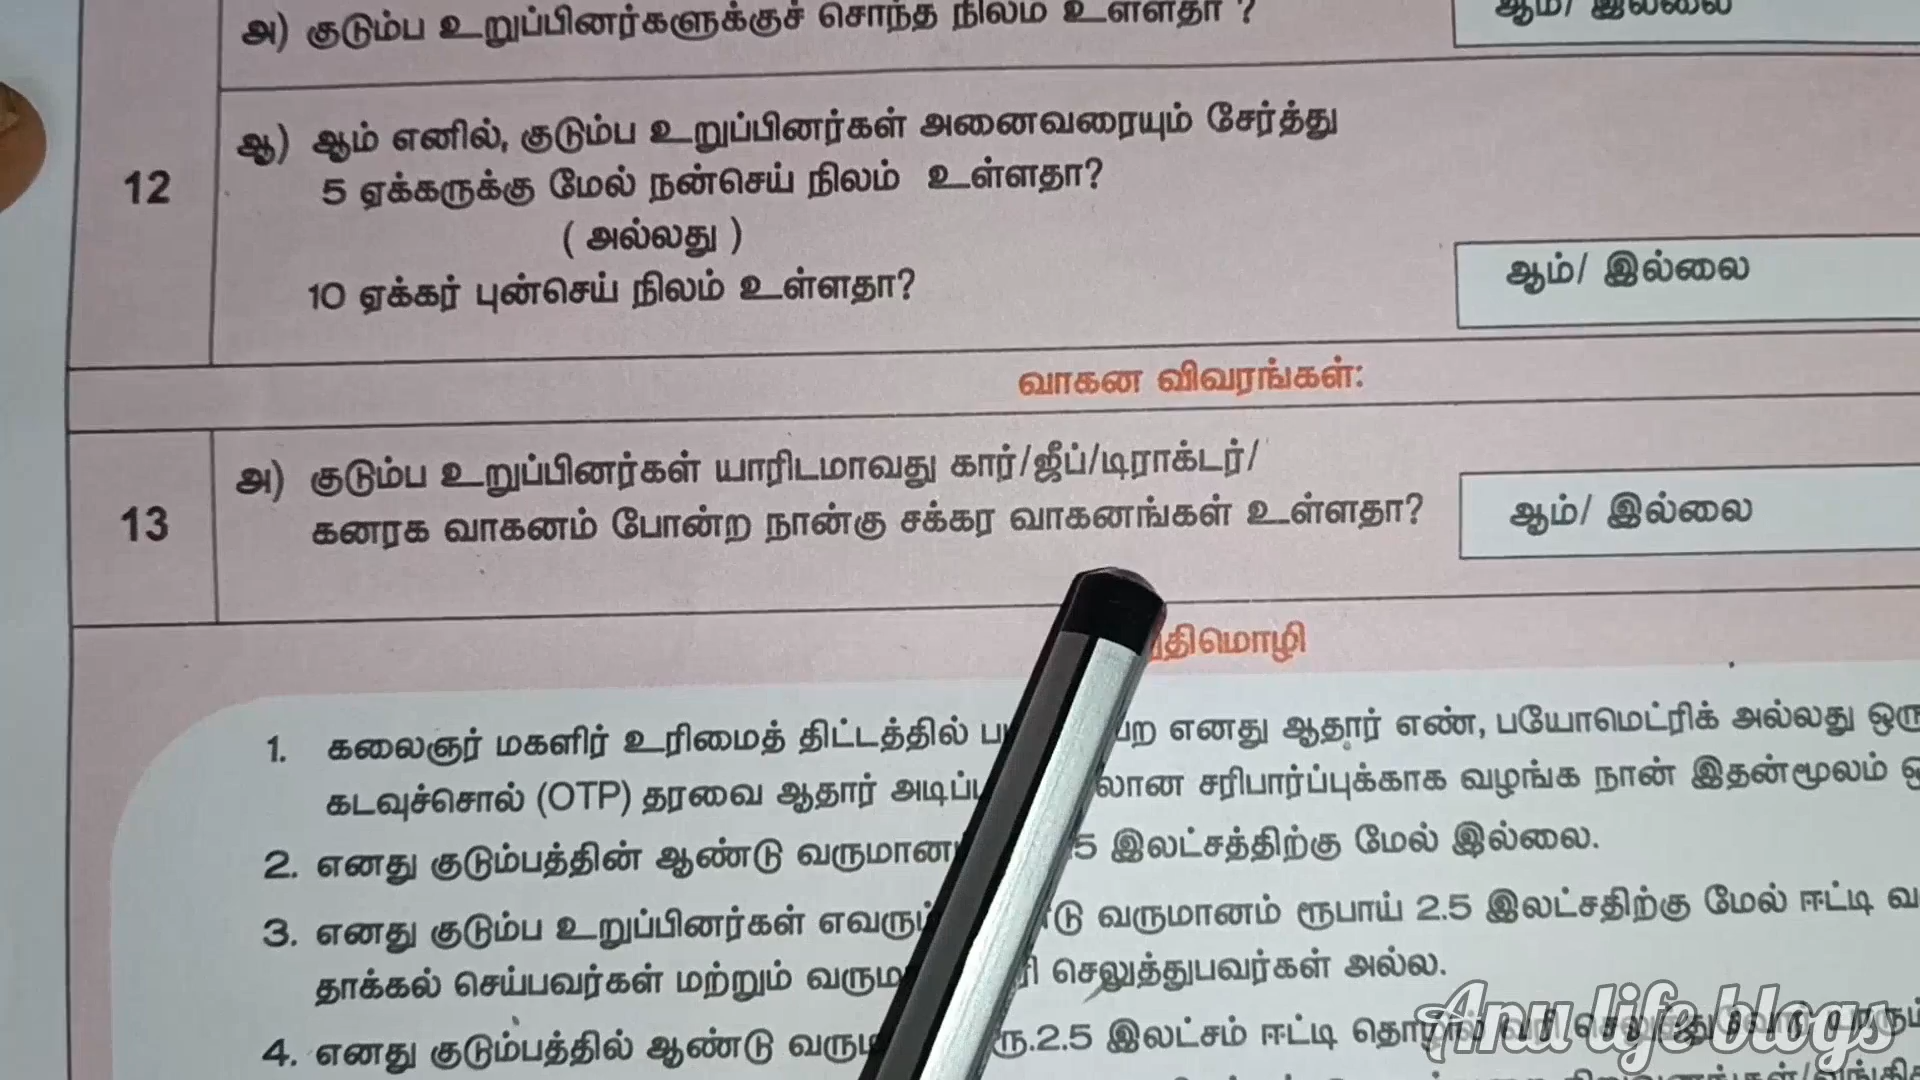 அ) குடும்ப உறுப்பினர்களுக்குச் சொந்த நிலம் உள்ளதா ?
ஆம்/ இல்லை
12
ஆ) ஆம் எனில், குடும்ப உறுப்பினர்கள் அனைவரையும் சேர்த்து
5 ஏக்கருக்கு மேல் நன்செய் நிலம் உள்ளதா?
( அல்லது )
10 ஏக்கர் புன்செய் நிலம் உள்ளதா?
ஆம்/ இல்லை
வாகன விவரங்கள்:
13
அ) குடும்ப உறுப்பினர்கள் யாரிடமாவது கார்/ஜீப்/டிராக்டர்/
கனரக வாகனம் போன்ற நான்கு சக்கர வாகனங்கள் உள்ளதா?
ஆம்/ இல்லை
1. கலைஞர் மகளிர் உரிமைத் திட்டத்தில் எனது ஆதார் எண், பயோமெட்ரிக் அல்லது ஒரு
கடவுச்சொல் (OTP) தரவை ஆதார் சரிபார்ப்புக்காக வழங்க நான் இதன்மூலம்
2. எனது குடும்பத்தின் ஆண்டு இலட்சத்திற்கு மேல் இல்லை.
3. எனது குடும்ப உறுப்பினர்கள் வருமானம் ரூபாய் 2.5 இலட்சதிற்கு மேல் ஈட்டி
தாக்கல் செய்பவர்கள் மற்றும் செலுத்துபவர்கள் அல்ல.
4. எனது குடும்பத்தில் ஆண்டு ரூ.2.5 இலட்சம் ஈட்டி தொழில் வரி
Anu life blogs